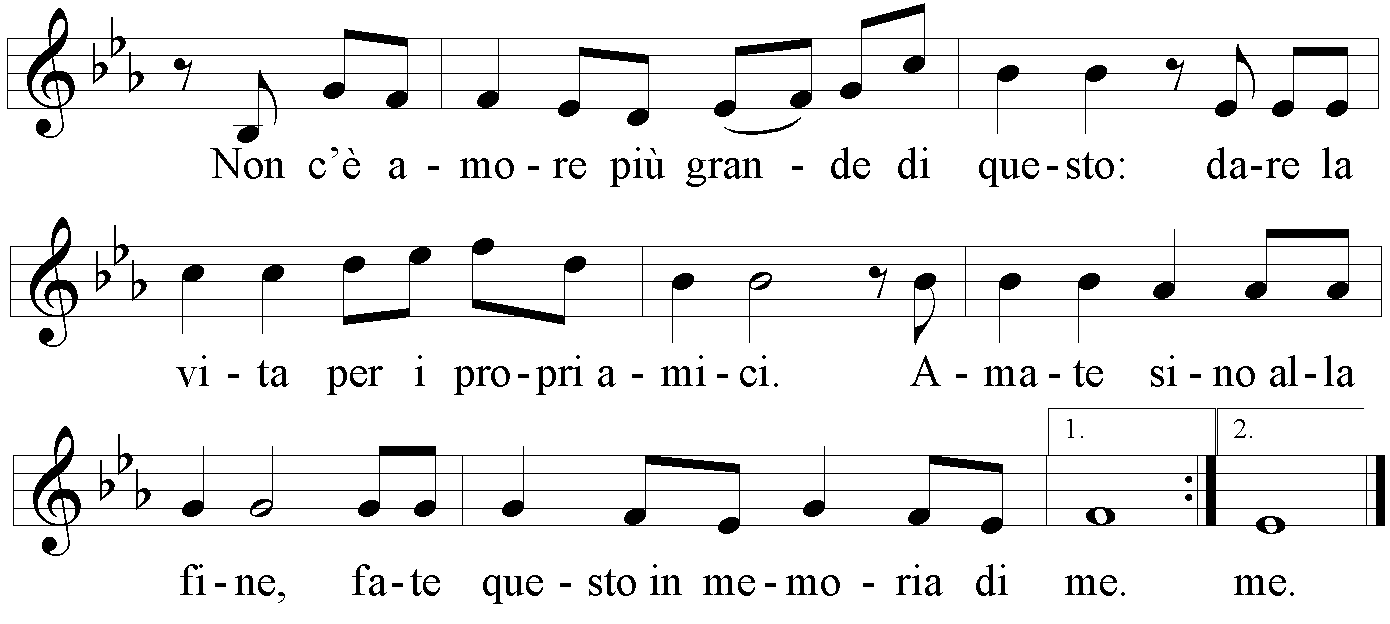 Non c'è a - mo - re più gran - de di que - sto: da - re la
vi - ta per i pro - pri a - mi - ci. A - ma - te si - no al - la
1. 2.
fi - ne, fa - te que - sto in me - mo - ria di me. me.